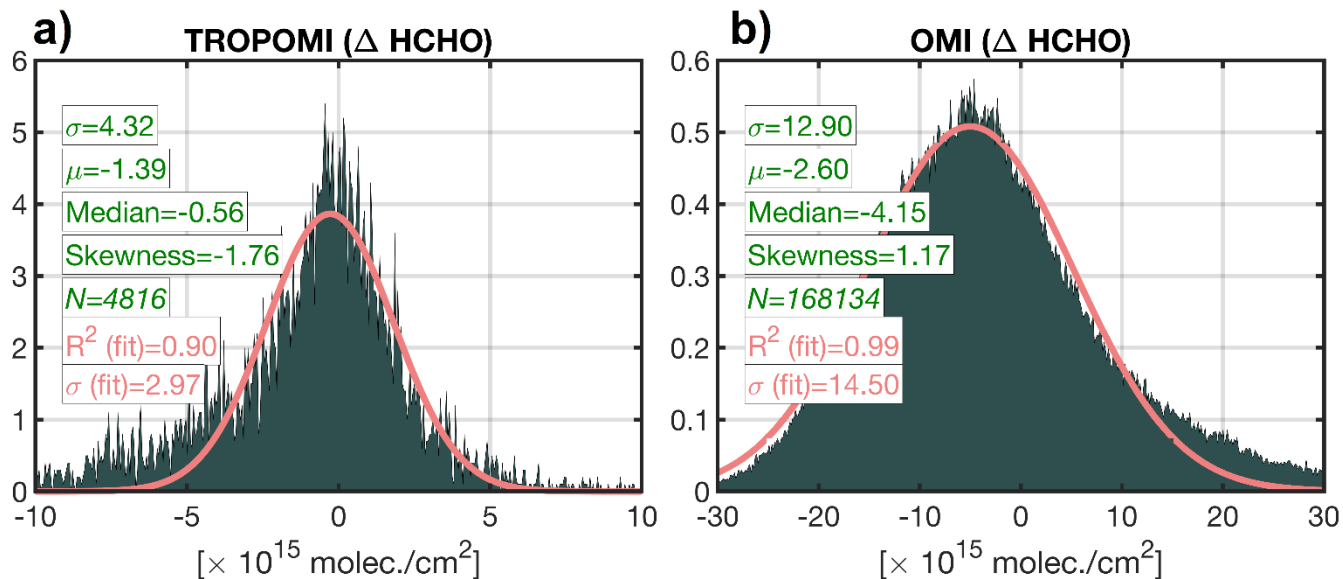 a)
TROPOMI (Δ HCHO)
6
5
4
3
2
1
0
σ=4.32
μ=-1.39
Median=-0.56
Skewness=-1.76
N=4816
R² (fit)=0.90
σ (fit)=2.97
-10 -5 0 5 10
[× 10¹⁵ molec./cm²]
b)
OMI (Δ HCHO)
0.6
0.5
0.4
0.3
0.2
0.1
0
σ=12.90
μ=-2.60
Median=-4.15
Skewness=1.17
N=168134
R² (fit)=0.99
σ (fit)=14.50
-30 -20 -10 0 10 20 30
[× 10¹⁵ molec./cm²]